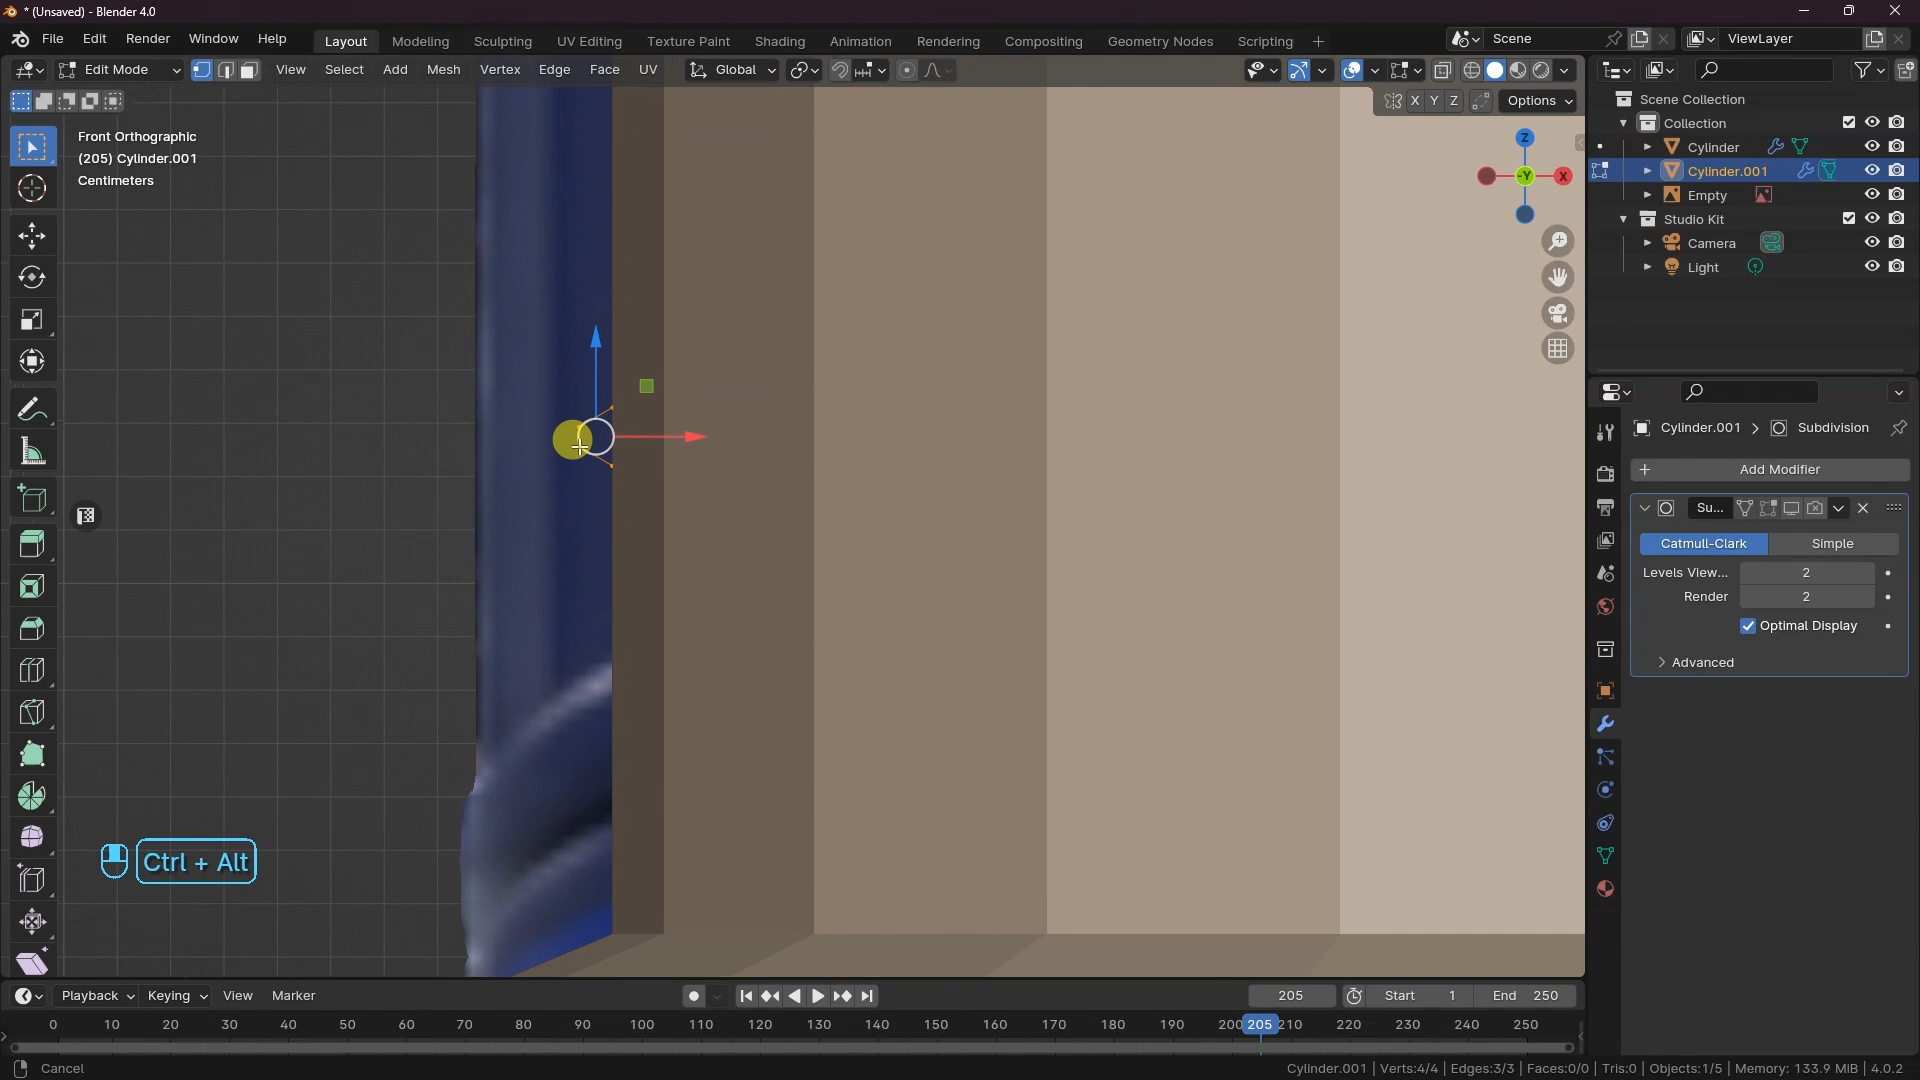 * (Unsaved) - Blender 4.0
File Edit Render Window Help Layout Modeling Sculpting UV Editing Texture Paint Shading Animation Rendering Compositing Geometry Nodes Scripting + Scene ViewLayer
Edit Mode View Select Add Mesh Vertex Edge Face UV Global
X Y Z Options
Front Orthographic
(205) Cylinder.001
Centimeters
Z
-Y X
Ctrl + Alt
Scene Collection
Collection
Cylinder
Cylinder.001
Empty
Studio Kit
Camera
Light
Cylinder.001 > Subdivision
+ Add Modifier
Su...
Catmull-Clark Simple
Levels View... 2
Render 2
Optimal Display
Advanced
Playback Keying View Marker 205 Start 1 End 250
0 10 20 30 40 50 60 70 80 90 100 110 120 130 140 150 160 170 180 190 200 205 210 220 230 240 250
Cancel Cylinder.001 | Verts:4/4 | Edges:3/3 | Faces:0/0 | Tris:0 | Objects:1/5 | Memory: 133.9 MiB | 4.0.2